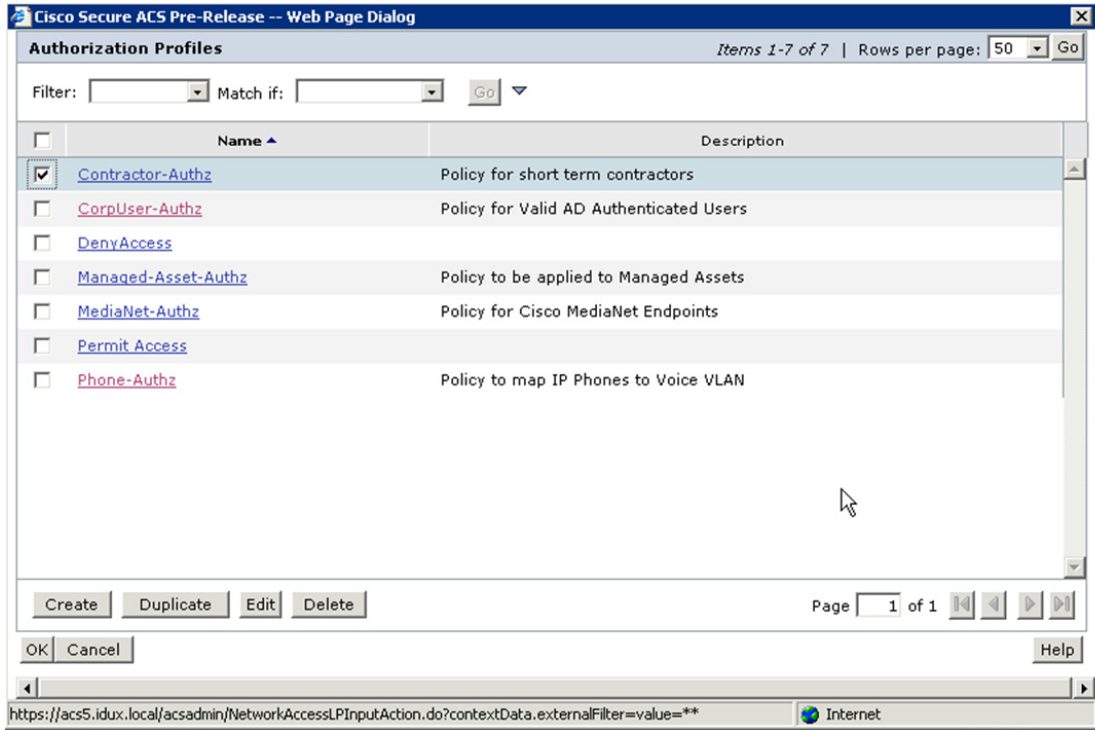 Cisco Secure ACS Pre-Release -- Web Page Dialog
Authorization Profiles Items 1-7 of 7 | Rows per page: 50 Go
Filter: Match if: Go
Name Description
Contractor-Authz Policy for short term contractors
CorpUser-Authz Policy for Valid AD Authenticated Users
DenyAccess
Managed-Asset-Authz Policy to be applied to Managed Assets
MediaNet-Authz Policy for Cisco MediaNet Endpoints
Permit Access
Phone-Authz Policy to map IP Phones to Voice VLAN
Create Duplicate Edit Delete Page 1 of 1
OK Cancel Help
https://acs5.idux.local/acsadmin/NetworkAccessLPInputAction.do?contextData.externalFilter=value=** Internet